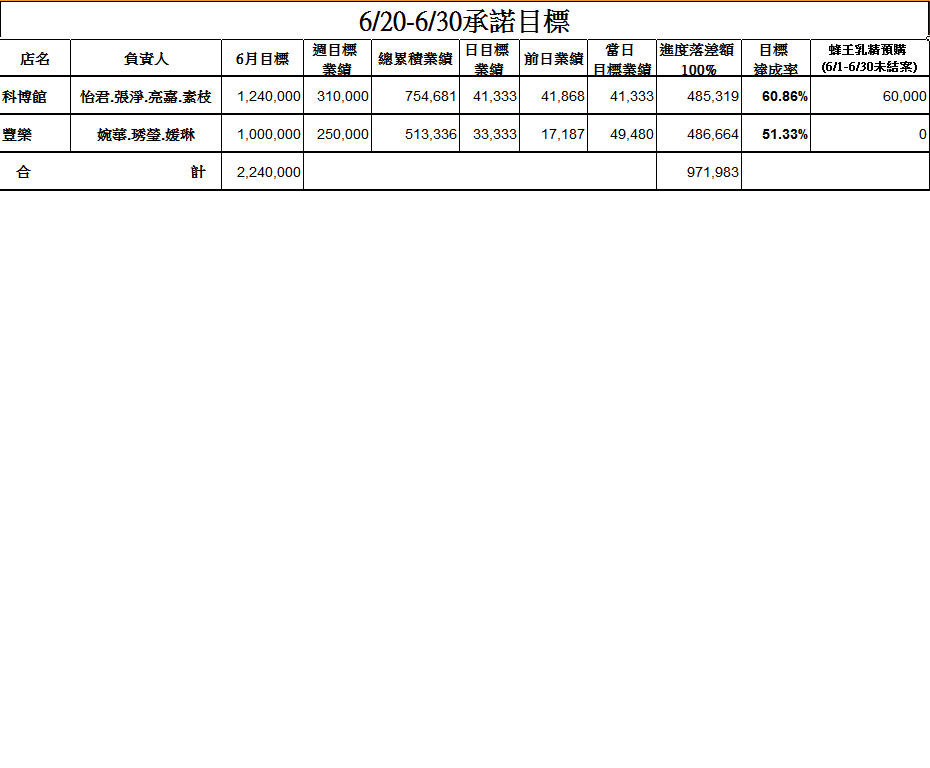 6/20-6/30承諾目標
店名 負責人 6月目標 週目標業績 總累積業績 日目標業績 前日業績 當日目標業績 進度落差額100% 目標達成率 蜂王乳精預購(6/1-6/30未結案)
科博館 怡君.張淨.亮嘉.素枝 1,240,000 310,000 754,681 41,333 41,868 41,333 485,319 60.86% 60,000
豐樂 婉華.琇瑩.媛琳 1,000,000 250,000 513,336 33,333 17,187 49,480 486,664 51.33% 0
合 計 2,240,000 971,983